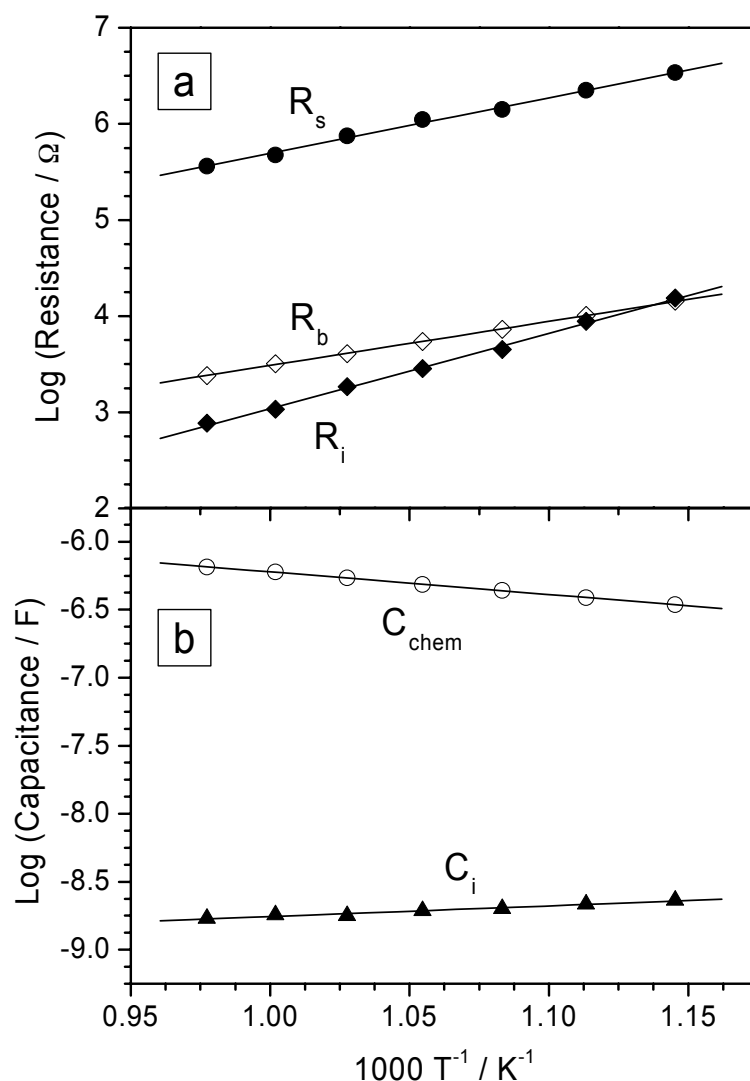 7
6
5
4
3
2
Log (Resistance / Ω)
a
R_s
R_b
R_i
-6.0
-6.5
-7.0
-7.5
-8.0
-8.5
-9.0
Log (Capacitance / F)
b
C_chem
C_i
0.95 1.00 1.05 1.10 1.15
1000 T⁻¹ / K⁻¹